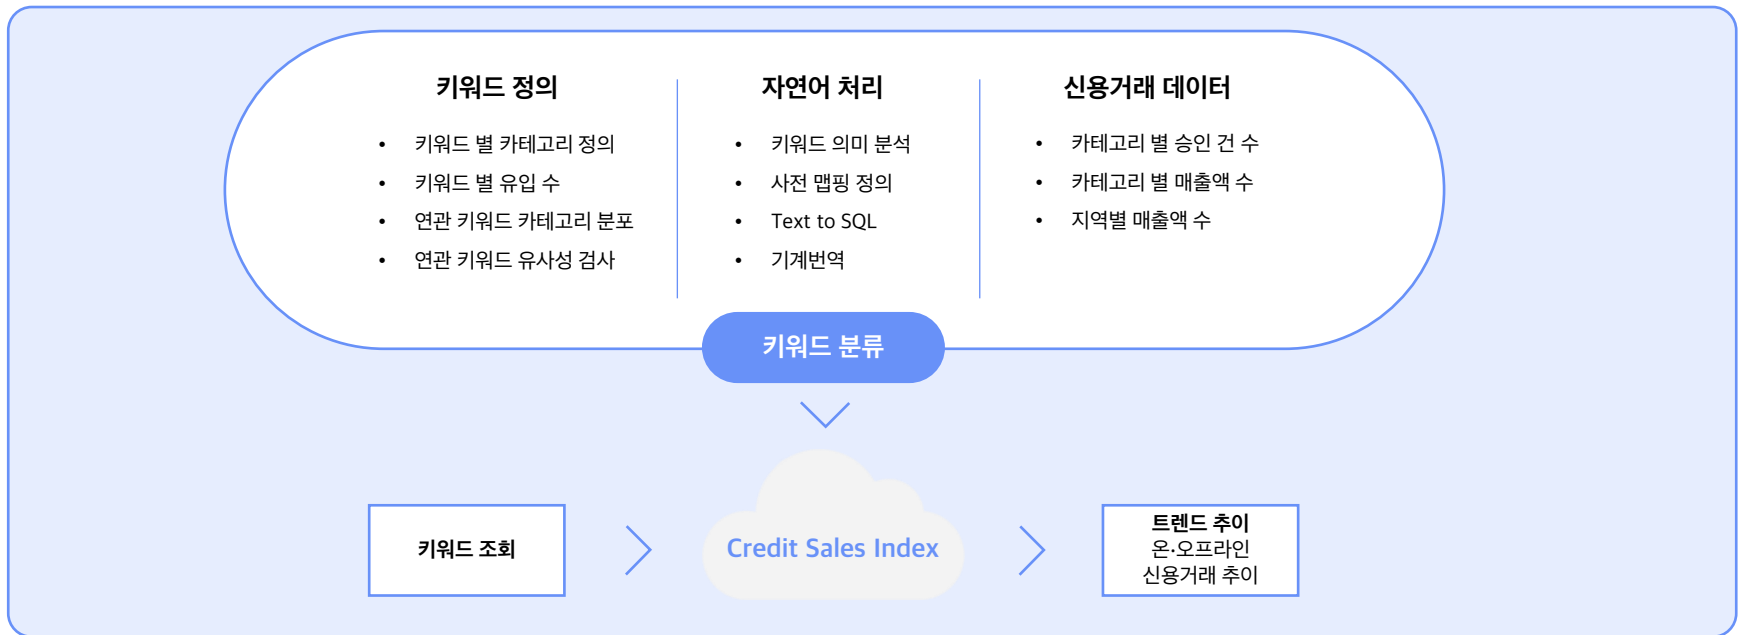 키워드 정의
• 키워드 별 카테고리 정의
• 키워드 별 유입 수
• 연관 키워드 카테고리 분포
• 연관 키워드 유사성 검사
자연어 처리
• 키워드 의미 분석
• 사전 맵핑 정의
• Text to SQL
• 기계번역
신용거래 데이터
• 카테고리 별 승인 건 수
• 카테고리 별 매출액 수
• 지역별 매출액 수
키워드 분류
키워드 조회
Credit Sales Index
트렌드 추이
온·오프라인
신용거래 추이